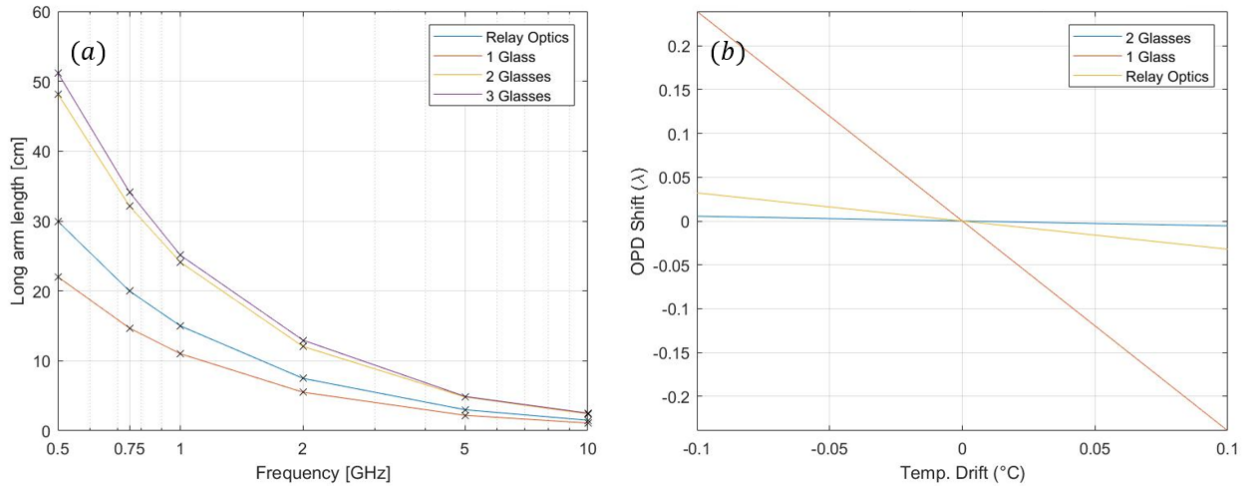 (a)
Relay Optics
1 Glass
2 Glasses
3 Glasses
60
50
40
30
20
10
0
Long arm length [cm]
0.5
0.75
1
2
5
10
Frequency [GHz]
(b)
2 Glasses
1 Glass
Relay Optics
0.2
0.15
0.1
0.05
0
-0.05
-0.1
-0.15
-0.2
OPD Shift (λ)
-0.1
-0.05
0
0.05
0.1
Temp. Drift (°C)